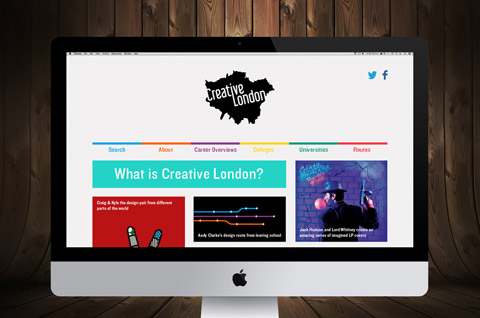 Creative
London
Search
About
Career Overviews
Colleges
Universities
Routes
What is Creative London?
Craig & Kyle the design pair from different
parts of the world
Andy Clarke's design route from leaving school
Jack Hudson and LordWhitney create an
amazing series of imagined LP covers